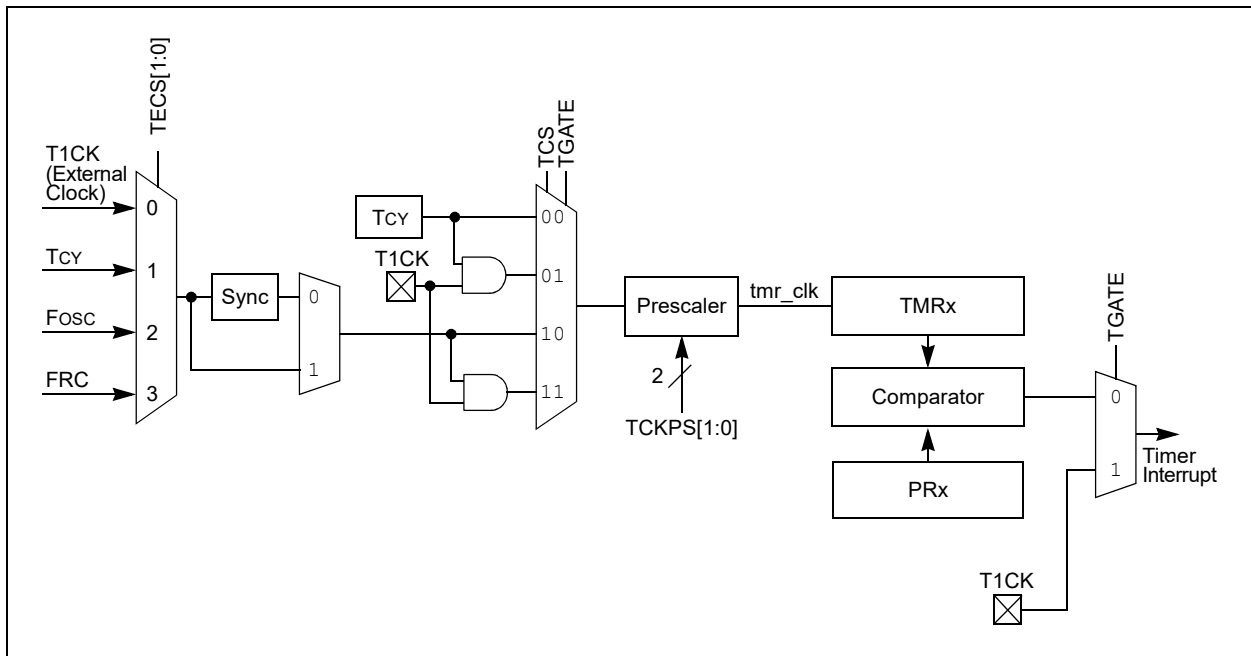 TECS[1:0]
T1CK
(External
Clock)
0
TCY
1
FOSC
2
FRC
3
Sync
0
1
TCS
TGATE
TCY
T1CK
00
01
10
11
Prescaler
2
TCKPS[1:0]
tmr_clk
TMRx
Comparator
PRx
TGATE
0
1
Timer
Interrupt
T1CK